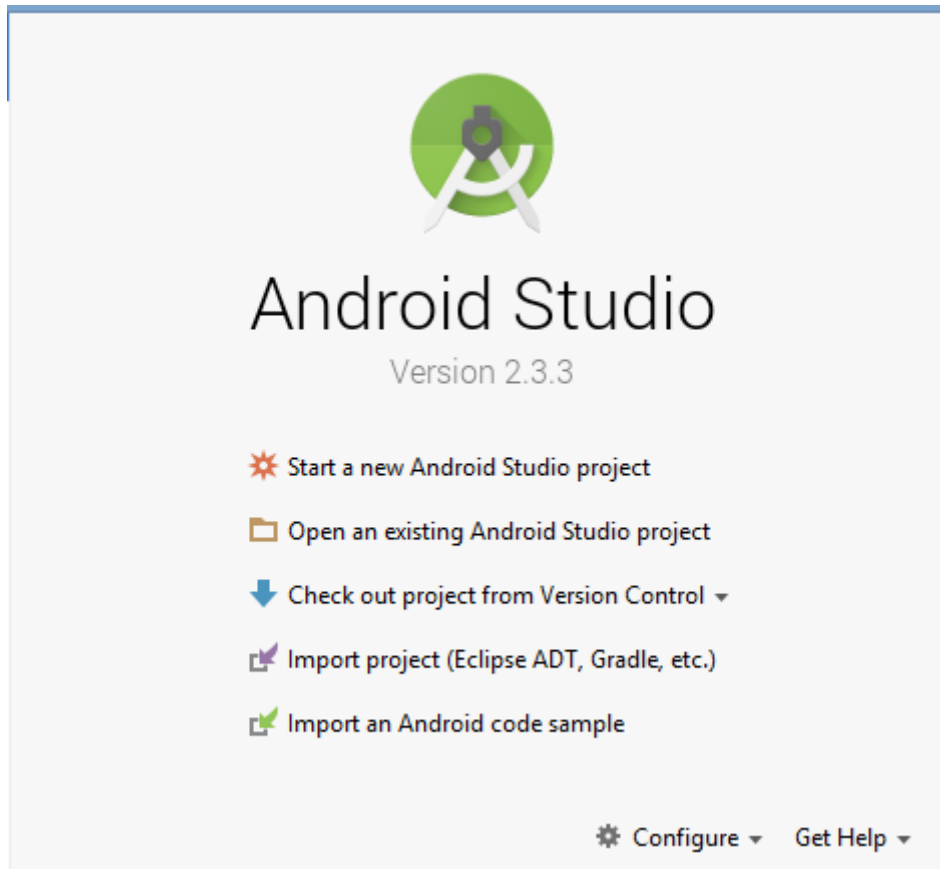 Android Studio
Version 2.3.3
Start a new Android Studio project
Open an existing Android Studio project
Check out project from Version Control
Import project (Eclipse ADT, Gradle, etc.)
Import an Android code sample
Configure Get Help